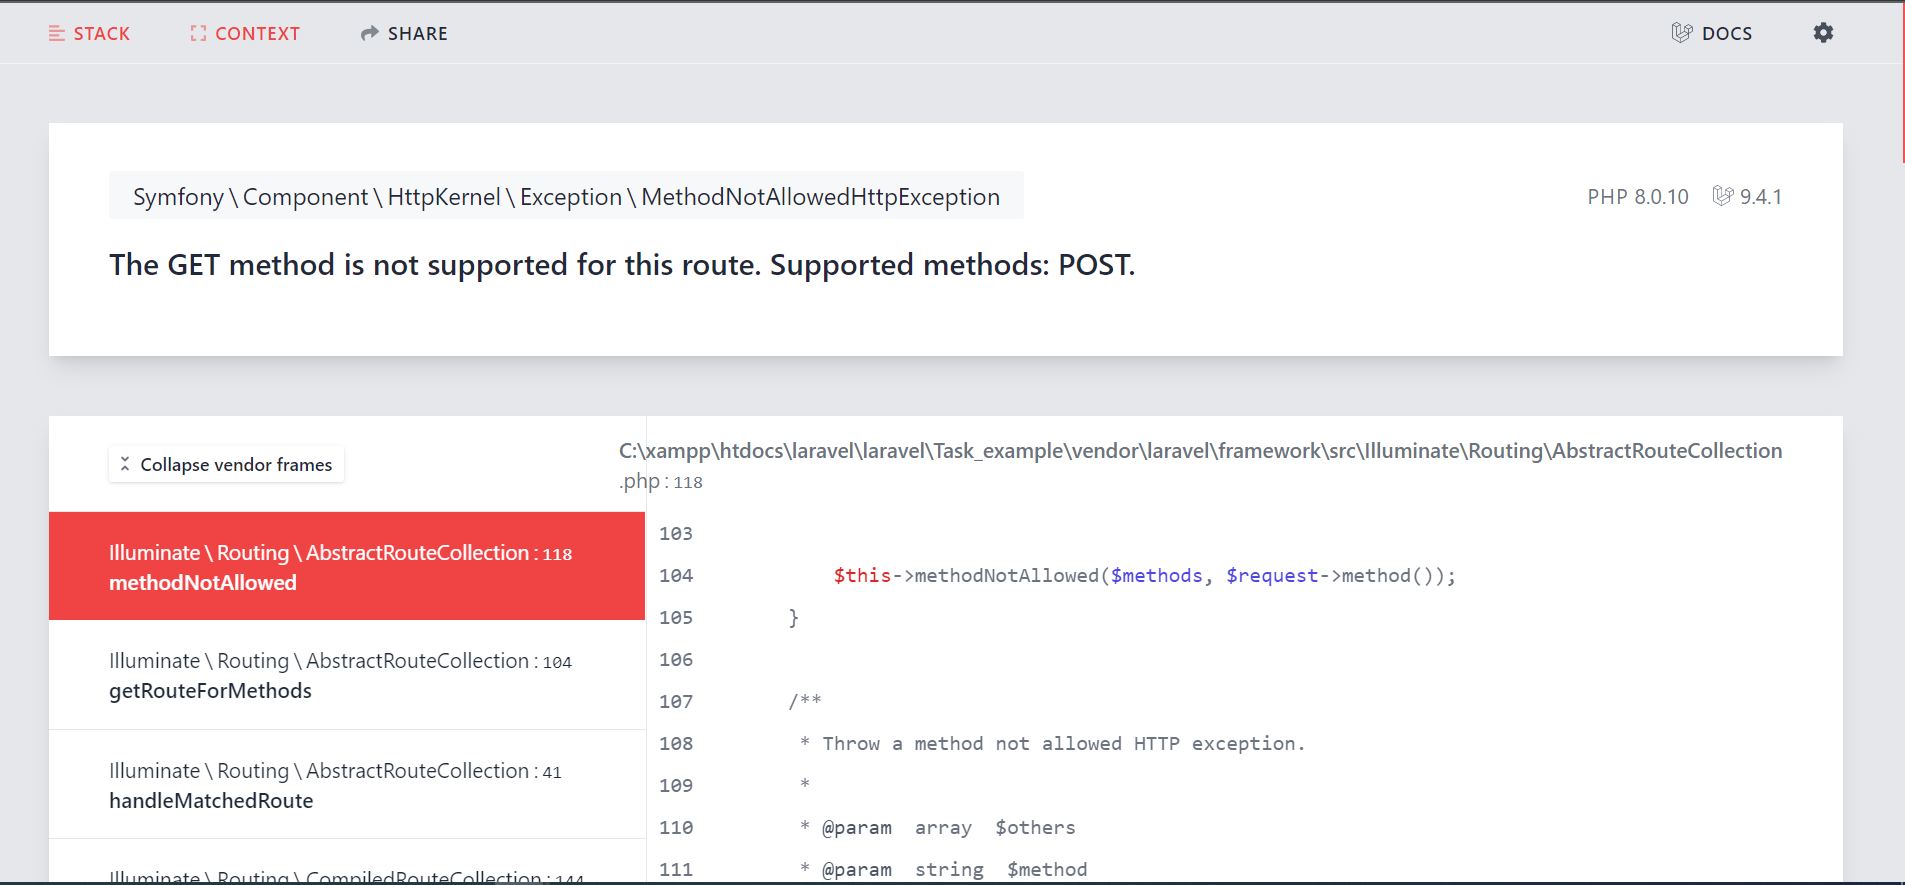 STACK CONTEXT SHARE DOCS
Symfony\Component\HttpKernel\Exception\MethodNotAllowedHttpException
PHP 8.0.10 9.4.1
The GET method is not supported for this route. Supported methods: POST.
Collapse vendor frames
Illuminate\Routing\AbstractRouteCollection:118
methodNotAllowed
Illuminate\Routing\AbstractRouteCollection:104
getRouteForMethods
Illuminate\Routing\AbstractRouteCollection:41
handleMatchedRoute
Illuminate\Routing\CompiledRouteCollection:144
C:\xampp\htdocs\laravel\laravel\Task_example\vendor\laravel\framework\src\Illuminate\Routing\AbstractRouteCollection
.php:118
103
104 $this->methodNotAllowed($methods, $request->method());
105 }
106
107 /**
108 * Throw a method not allowed HTTP exception.
109 *
110 * @param array $others
111 * @param string $method